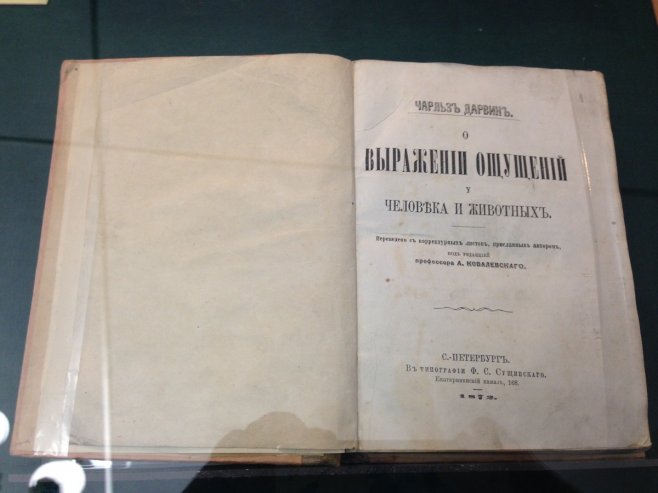 ЧАРЛЬЗЪ ДАРВИНЪ.
О
ВЫРАЖЕНІИ ОЩУЩЕНІЙ
У
ЧЕЛОВѢКА И ЖИВОТНЫХЪ.
Переведено съ корректурныхъ листовъ, присланныхъ авторомъ,
подъ редакціей
профессора А. КОВАЛЕВСКАГО.
С.-ПЕТЕРБУРГЪ.
Въ типографіи Ф. С. Сущинскаго.
Екатерининскій каналъ, 168.
1872.